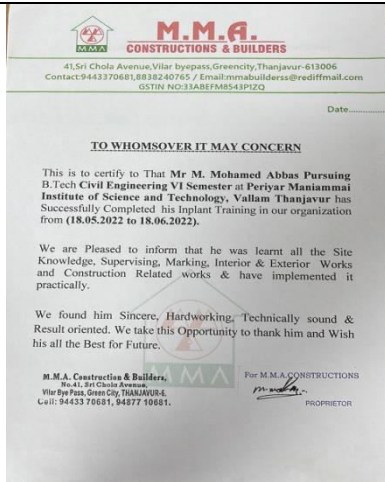 M.M.A.
MMA
CONSTRUCTIONS & BUILDERS
41,Sri Chola Avenue,Vilar byepass,Greencity,Thanjavur-613006
Contact:9443370681,8838240765 / Email:mmabuilderss@rediffmail.com
GSTIN NO:33ABEFM8543P1ZQ
Date............
TO WHOMSOVER IT MAY CONCERN
This is to certify to That Mr M. Mohamed Abbas Pursuing
B.Tech Civil Engineering VI Semester at Periyar Maniammai
Institute of Science and Technology, Vallam Thanjavur has
Successfully Completed his Inplant Training in our organization
from (18.05.2022 to 18.06.2022).
We are Pleased to inform that he was learnt all the Site
Knowledge, Supervising, Marking, Interior & Exterior Works
and Construction Related works & have implemented it
practically.
We found him Sincere, Hardworking, Technically sound &
Result oriented. We take this Opportunity to thank him and Wish
his all the Best for Future.
MMA
M.M.A. Construction & Builders,
No.41, Sri Chola Avenue,
Vilar Bye Pass, Green City, THANJAVUR-6.
Cell: 94433 70681, 94877 10681.
For M.M.A.CONSTRUCTIONS
PROPRIETOR